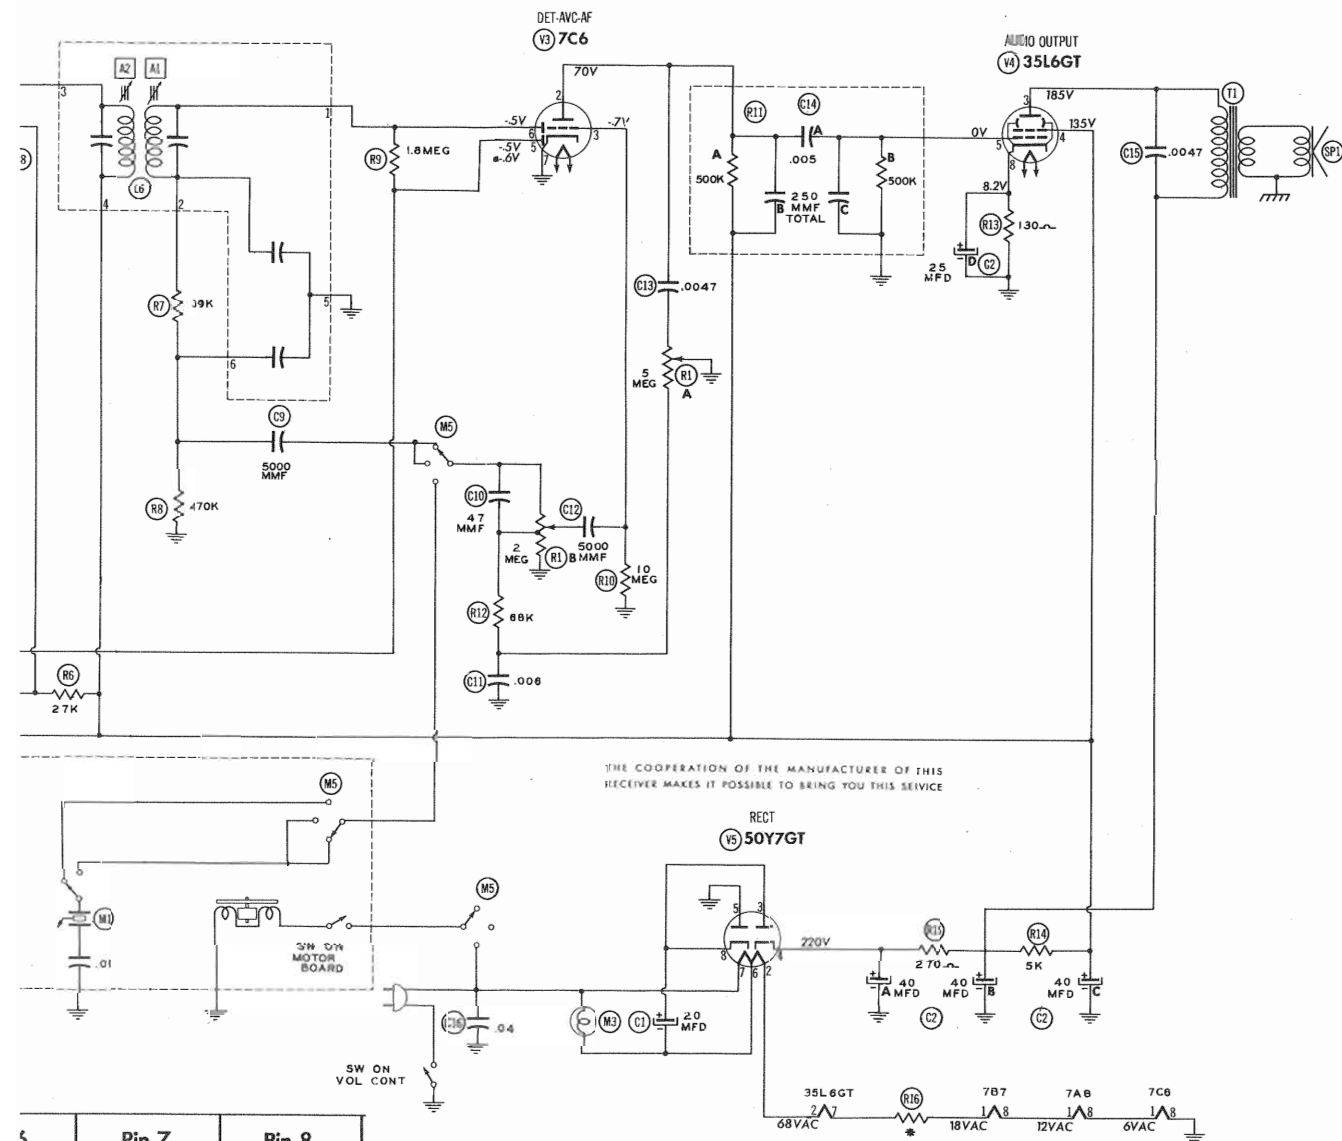 DET-AVC-AF
V3 7C6
AUDIO OUTPUT
V4 35L6GT
A2 A1
3
1
70V
2
185V
3
T1
R11
C14
A
.005
-.5V
6
-.7V
3
-.5V
a-.6V
5
7
R9
1.8MEG
0V
5
135V
4
8
8.2V
C15
.0047
SP1
8
L6
4
2
A
500K
B
250
MMF
TOTAL
C
B
500K
R13
130
D
C2
25
MFD
R7
39K
5
6
C13
.0047
5
MEG
R1
A
C9
5000
MMF
M5
R8
470K
C10
47
MMF
C12
5000
MMF
2
MEG
R1
B
R10
10
MEG
R12
68K
C11
.006
R6
27K
THE COOPERATION OF THE MANUFACTURER OF THIS
RECEIVER MAKES IT POSSIBLE TO BRING YOU THIS SERVICE
M5
RECT
V5 50Y7GT
M5
M1
.01
SW ON
MOTOR
BOARD
5
3
8
7
6
2
4
220V
R15
270
R14
5K
A
40
MFD
40
MFD
B
40
MFD
C
C2
C2
C16
.04
M3
C1
20
MFD
SW ON
VOL CONT
35L6GT
2 7
68VAC
R16
*
7B7
1 8
18VAC
7A8
1 8
12VAC
7C6
1 8
6VAC
Pin 7
Pin 8